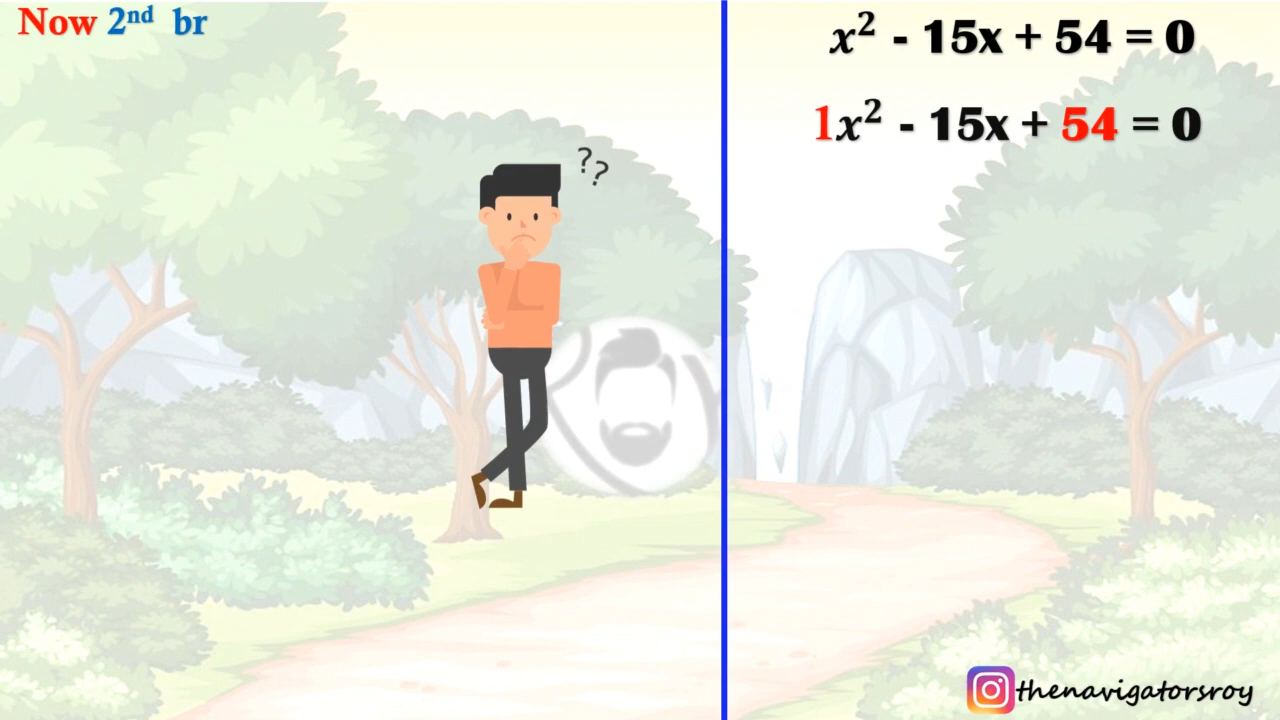 Now 2nd br
x² - 15x + 54 = 0
1x² - 15x + 54 = 0
??
thenavigatorsroy